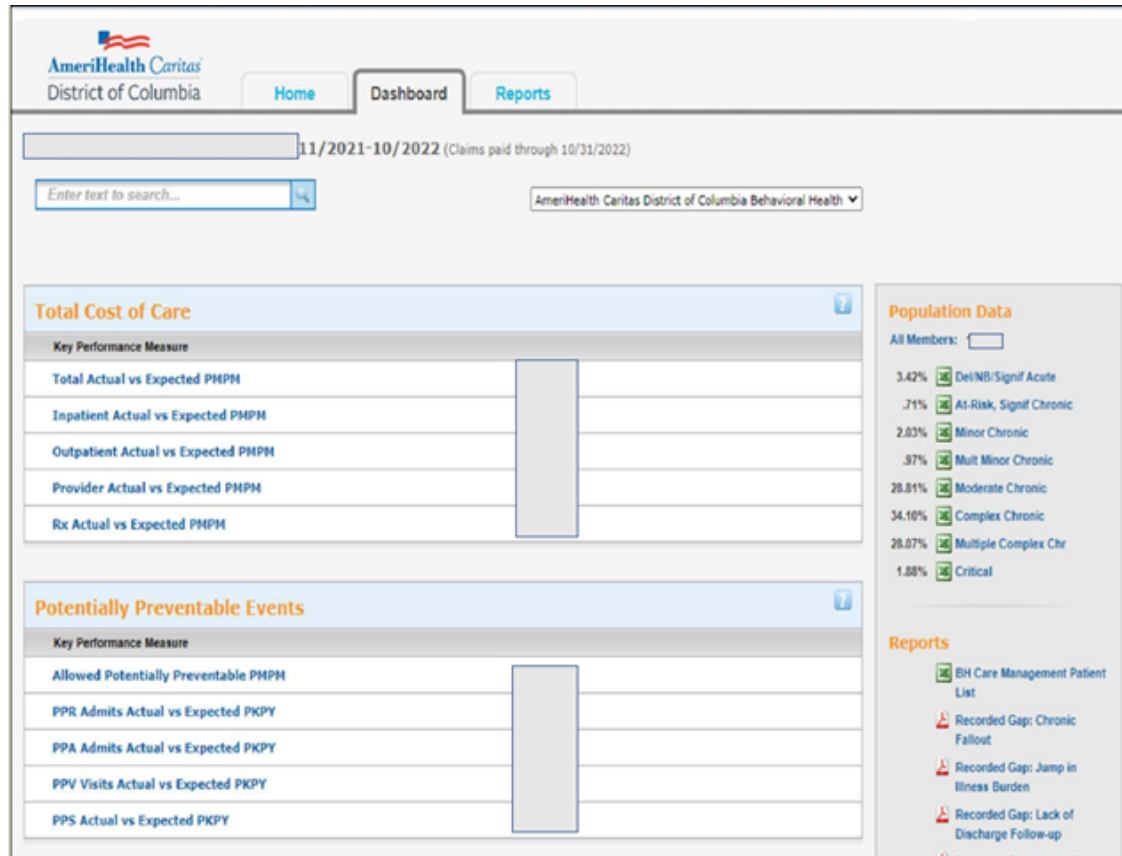 AmeriHealth Caritas
District of Columbia
Home
Dashboard
Reports
11/2021-10/2022 (Claims paid through 10/31/2022)
Enter text to search...
AmeriHealth Caritas District of Columbia Behavioral Health
Total Cost of Care
?
Key Performance Measure
Total Actual vs Expected PMPM
Inpatient Actual vs Expected PMPM
Outpatient Actual vs Expected PMPM
Provider Actual vs Expected PMPM
Rx Actual vs Expected PMPM
Potentially Preventable Events
?
Key Performance Measure
Allowed Potentially Preventable PMPM
PPR Admits Actual vs Expected PKPY
PPA Admits Actual vs Expected PKPY
PPV Visits Actual vs Expected PKPY
PPS Actual vs Expected PKPY
Population Data
All Members:
3.42% Del/NB/Signif Acute
.71% At-Risk, Signif Chronic
2.03% Minor Chronic
.97% Mult Minor Chronic
28.81% Moderate Chronic
34.10% Complex Chronic
28.07% Multiple Complex Chr
1.88% Critical
Reports
BH Care Management Patient
List
Recorded Gap: Chronic
Fallout
Recorded Gap: Jump in
Illness Burden
Recorded Gap: Lack of
Discharge Follow-up